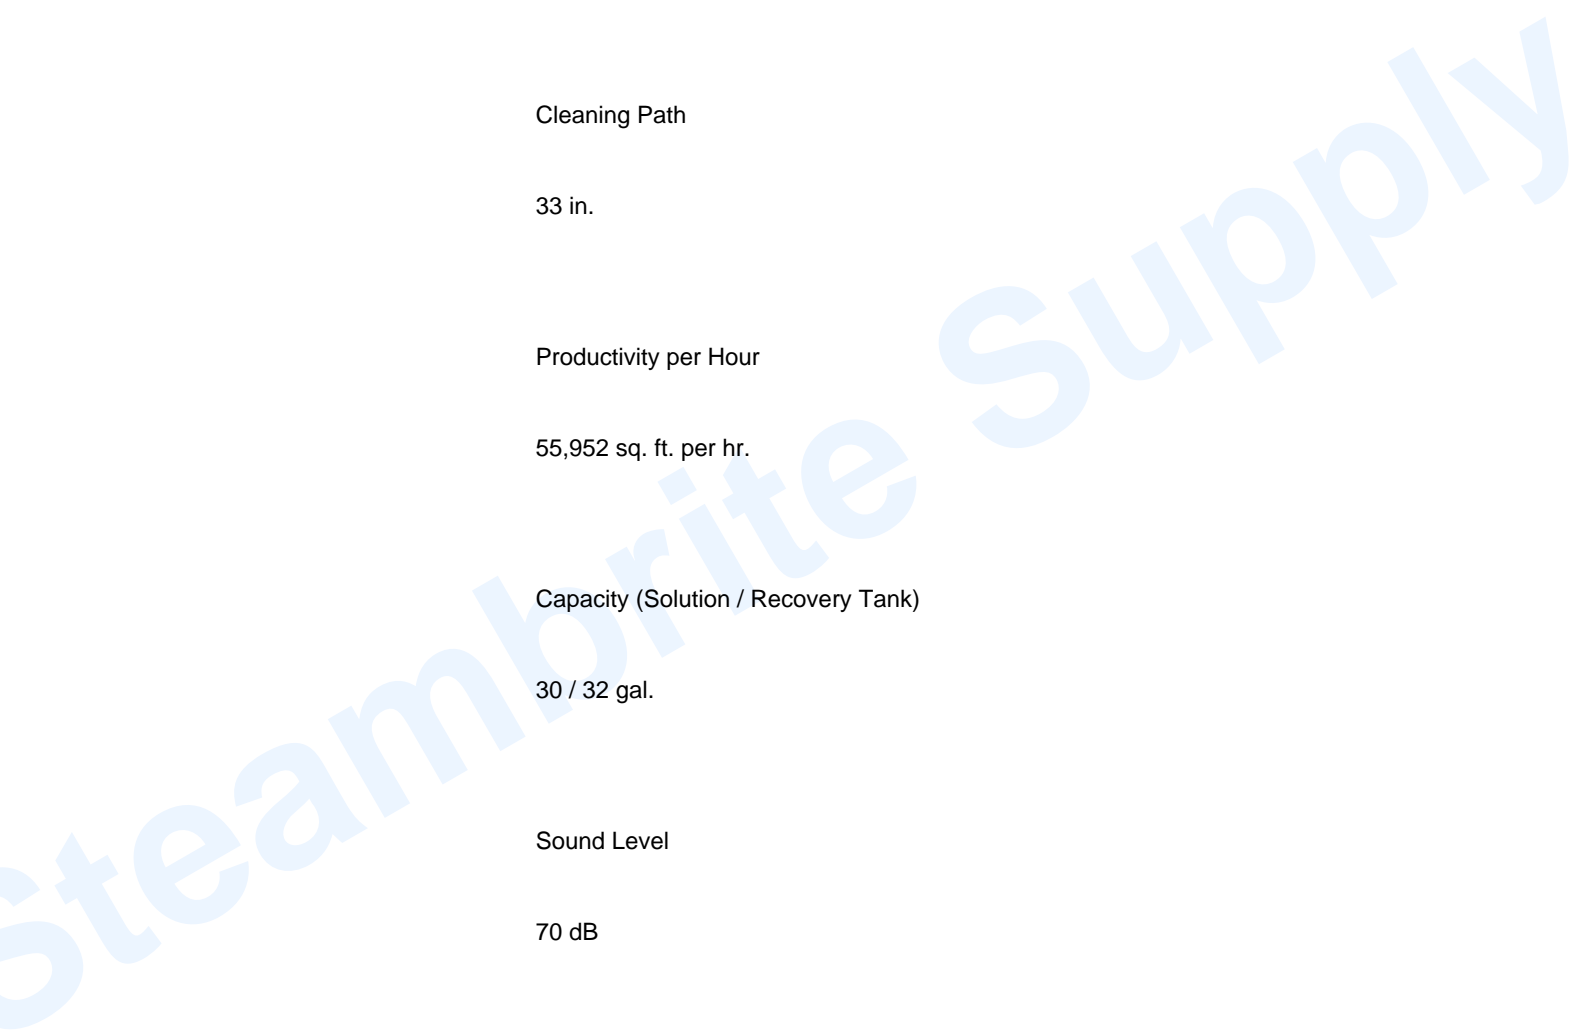 Cleaning Path
33 in.
Productivity per Hour
55,952 sq. ft. per hr.
Capacity (Solution / Recovery Tank)
30 / 32 gal.
Sound Level
70 dB
Steambrite Supply